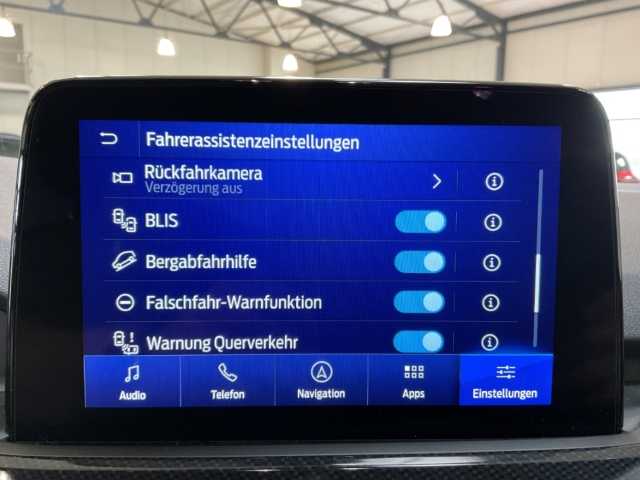 Fahrerassistenzeinstellungen
Rückfahrkamera
Verzögerung aus
BLIS
Bergabfahrhilfe
Falschfahr-Warnfunktion
Warnung Querverkehr
Audio
Telefon
Navigation
Apps
Einstellungen